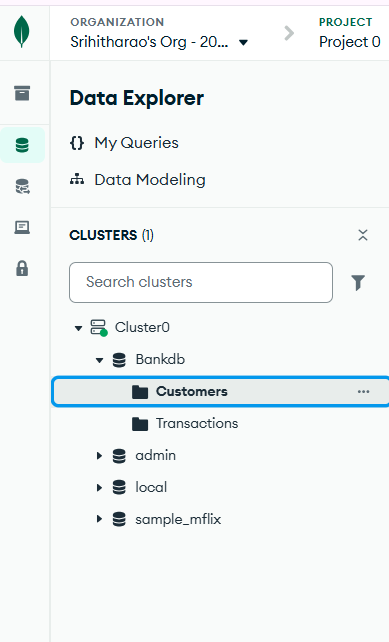 ORGANIZATION
Srihitharao's Org - 20...
PROJECT
Project 0
Data Explorer
{} My Queries
Data Modeling
CLUSTERS (1)
Search clusters
Cluster0
Bankdb
Customers
Transactions
admin
local
sample_mflix